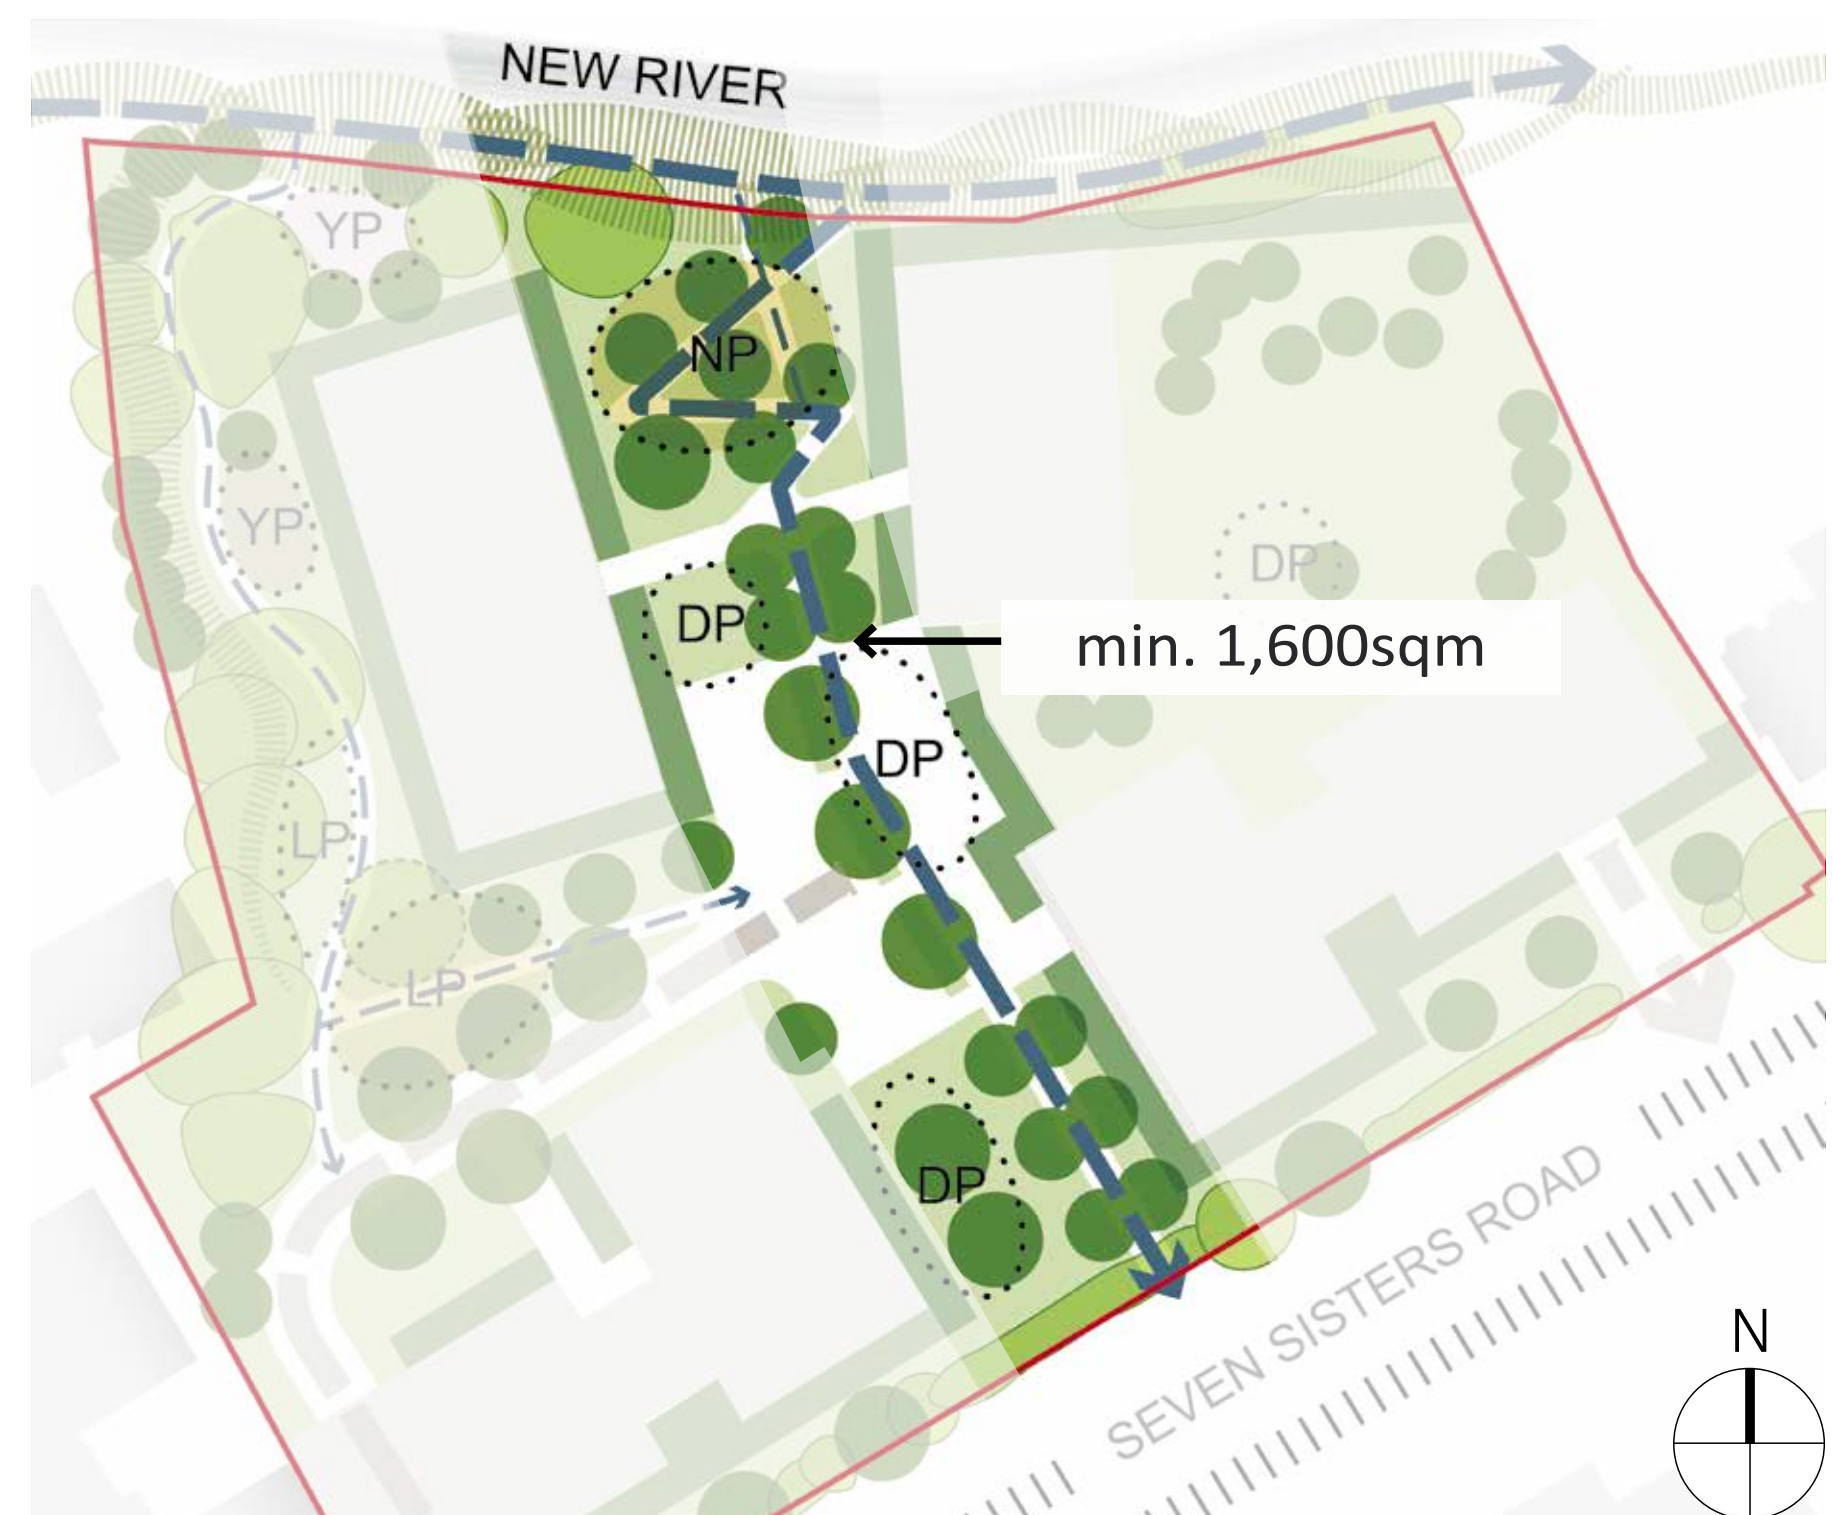 NEW RIVER
YP
NP
YP
DP
DP
min. 1,600sqm
DP
LP
LP
DP
SEVEN SISTERS ROAD
N